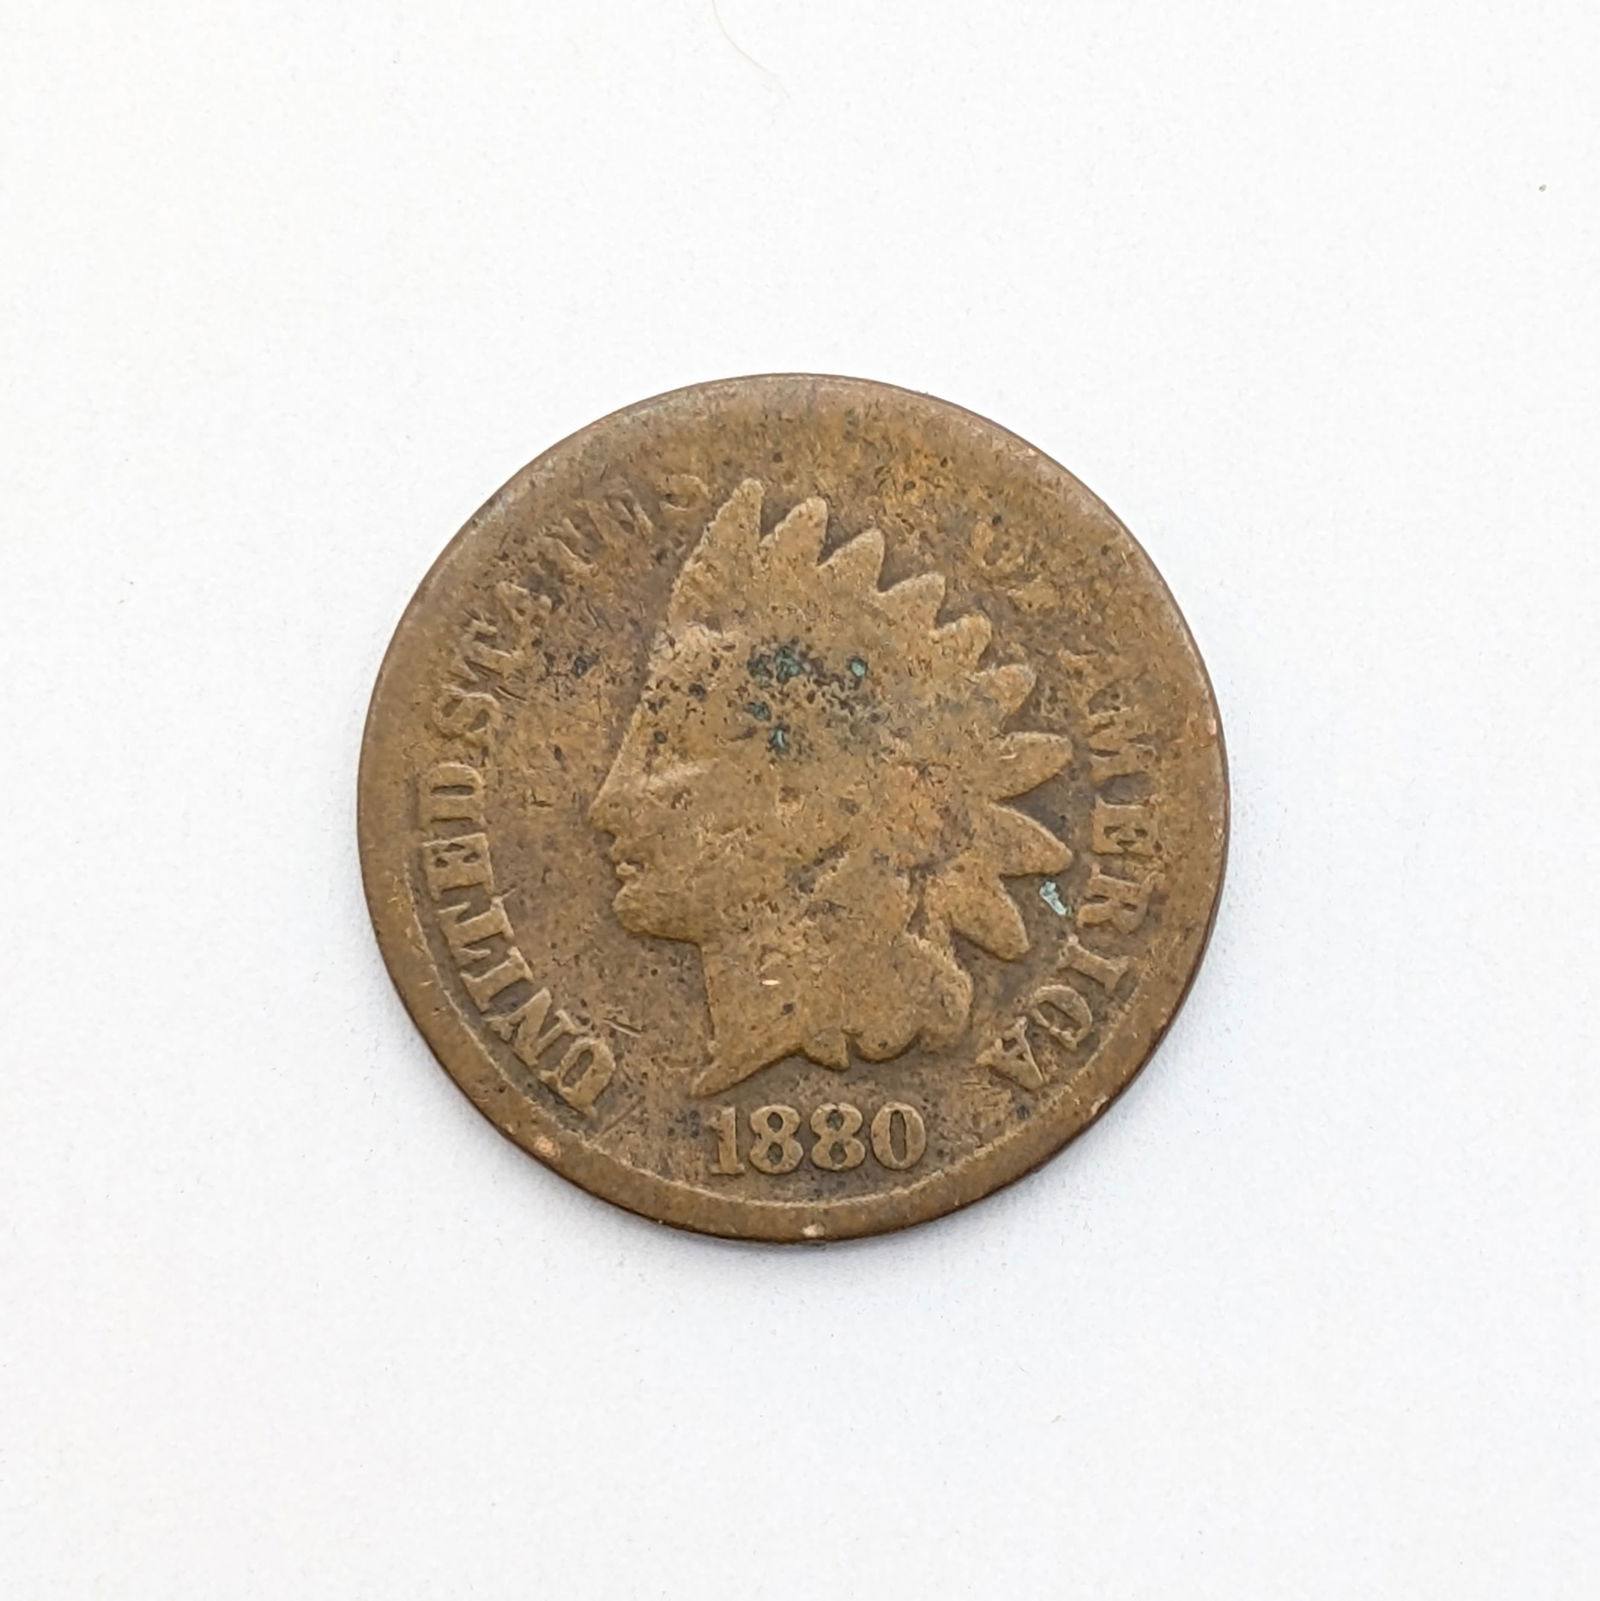 UNITED STATES OF AMERICA
1880